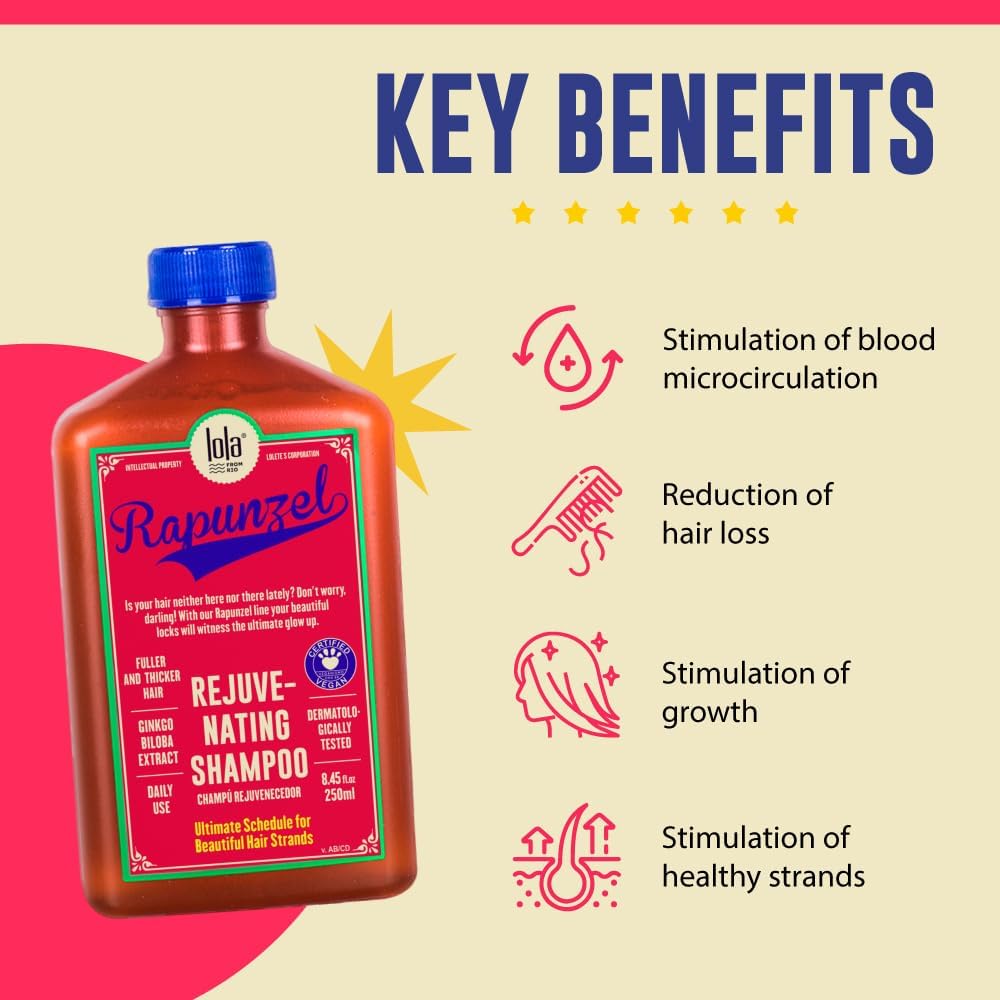 KEY BENEFITS
Stimulation of blood
microcirculation
Reduction of
hair loss
Stimulation of
growth
Stimulation of
healthy strands
lola®
FROM
RIO
INTELLECTUAL PROPERTY
LOLETE'S CORPORATION
Rapunzel
Is your hair neither here nor there lately? Don't worry,
darling! With our Rapunzel line your beautiful
locks will witness the ultimate glow up.
FULLER
AND THICKER
HAIR
GINKGO
BILOBA
EXTRACT
DAILY
USE
REJUVE-
NATING
SHAMPOO
CHAMPÚ REJUVENECEDOR
CERTIFIED
VEGAN
DERMATOLO-
GICALLY
TESTED
8.45 fl.oz
250ml
Ultimate Schedule for
Beautiful Hair Strands
v. AB/CD